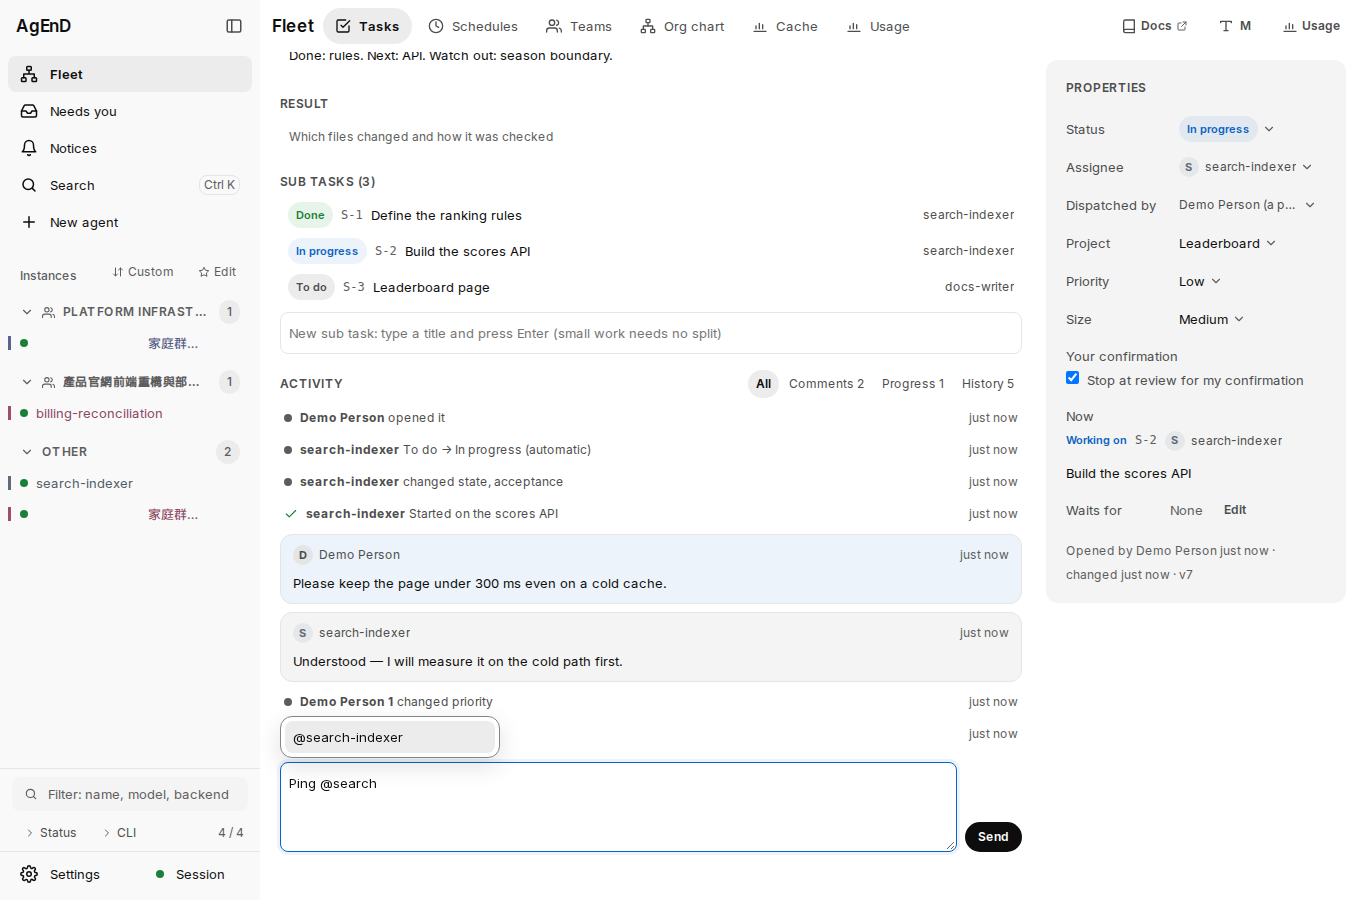 AgEnD
Fleet
Needs you
Notices
Search Ctrl K
New agent
Instances Custom Edit
PLATFORM INFRAST... 1
家庭群...
產品官網前端重構與部... 1
billing-reconciliation
OTHER 2
search-indexer
家庭群...
Filter: name, model, backend
Status CLI 4 / 4
Settings Session
Fleet Tasks Schedules Teams Org chart Cache Usage Docs M Usage
Done: rules. Next: API. Watch out: season boundary.
RESULT
Which files changed and how it was checked
SUB TASKS (3)
Done S-1 Define the ranking rules search-indexer
In progress S-2 Build the scores API search-indexer
To do S-3 Leaderboard page docs-writer
New sub task: type a title and press Enter (small work needs no split)
ACTIVITY All Comments 2 Progress 1 History 5
Demo Person opened it just now
search-indexer To do → In progress (automatic) just now
search-indexer changed state, acceptance just now
search-indexer Started on the scores API just now
D Demo Person just now
Please keep the page under 300 ms even on a cold cache.
S search-indexer just now
Understood — I will measure it on the cold path first.
Demo Person 1 changed priority just now
@search-indexer just now
Ping @search
Send
PROPERTIES
Status In progress
Assignee S search-indexer
Dispatched by Demo Person (a p...
Project Leaderboard
Priority Low
Size Medium
Your confirmation
Stop at review for my confirmation
Now
Working on S-2 S search-indexer
Build the scores API
Waits for None Edit
Opened by Demo Person just now ·
changed just now · v7